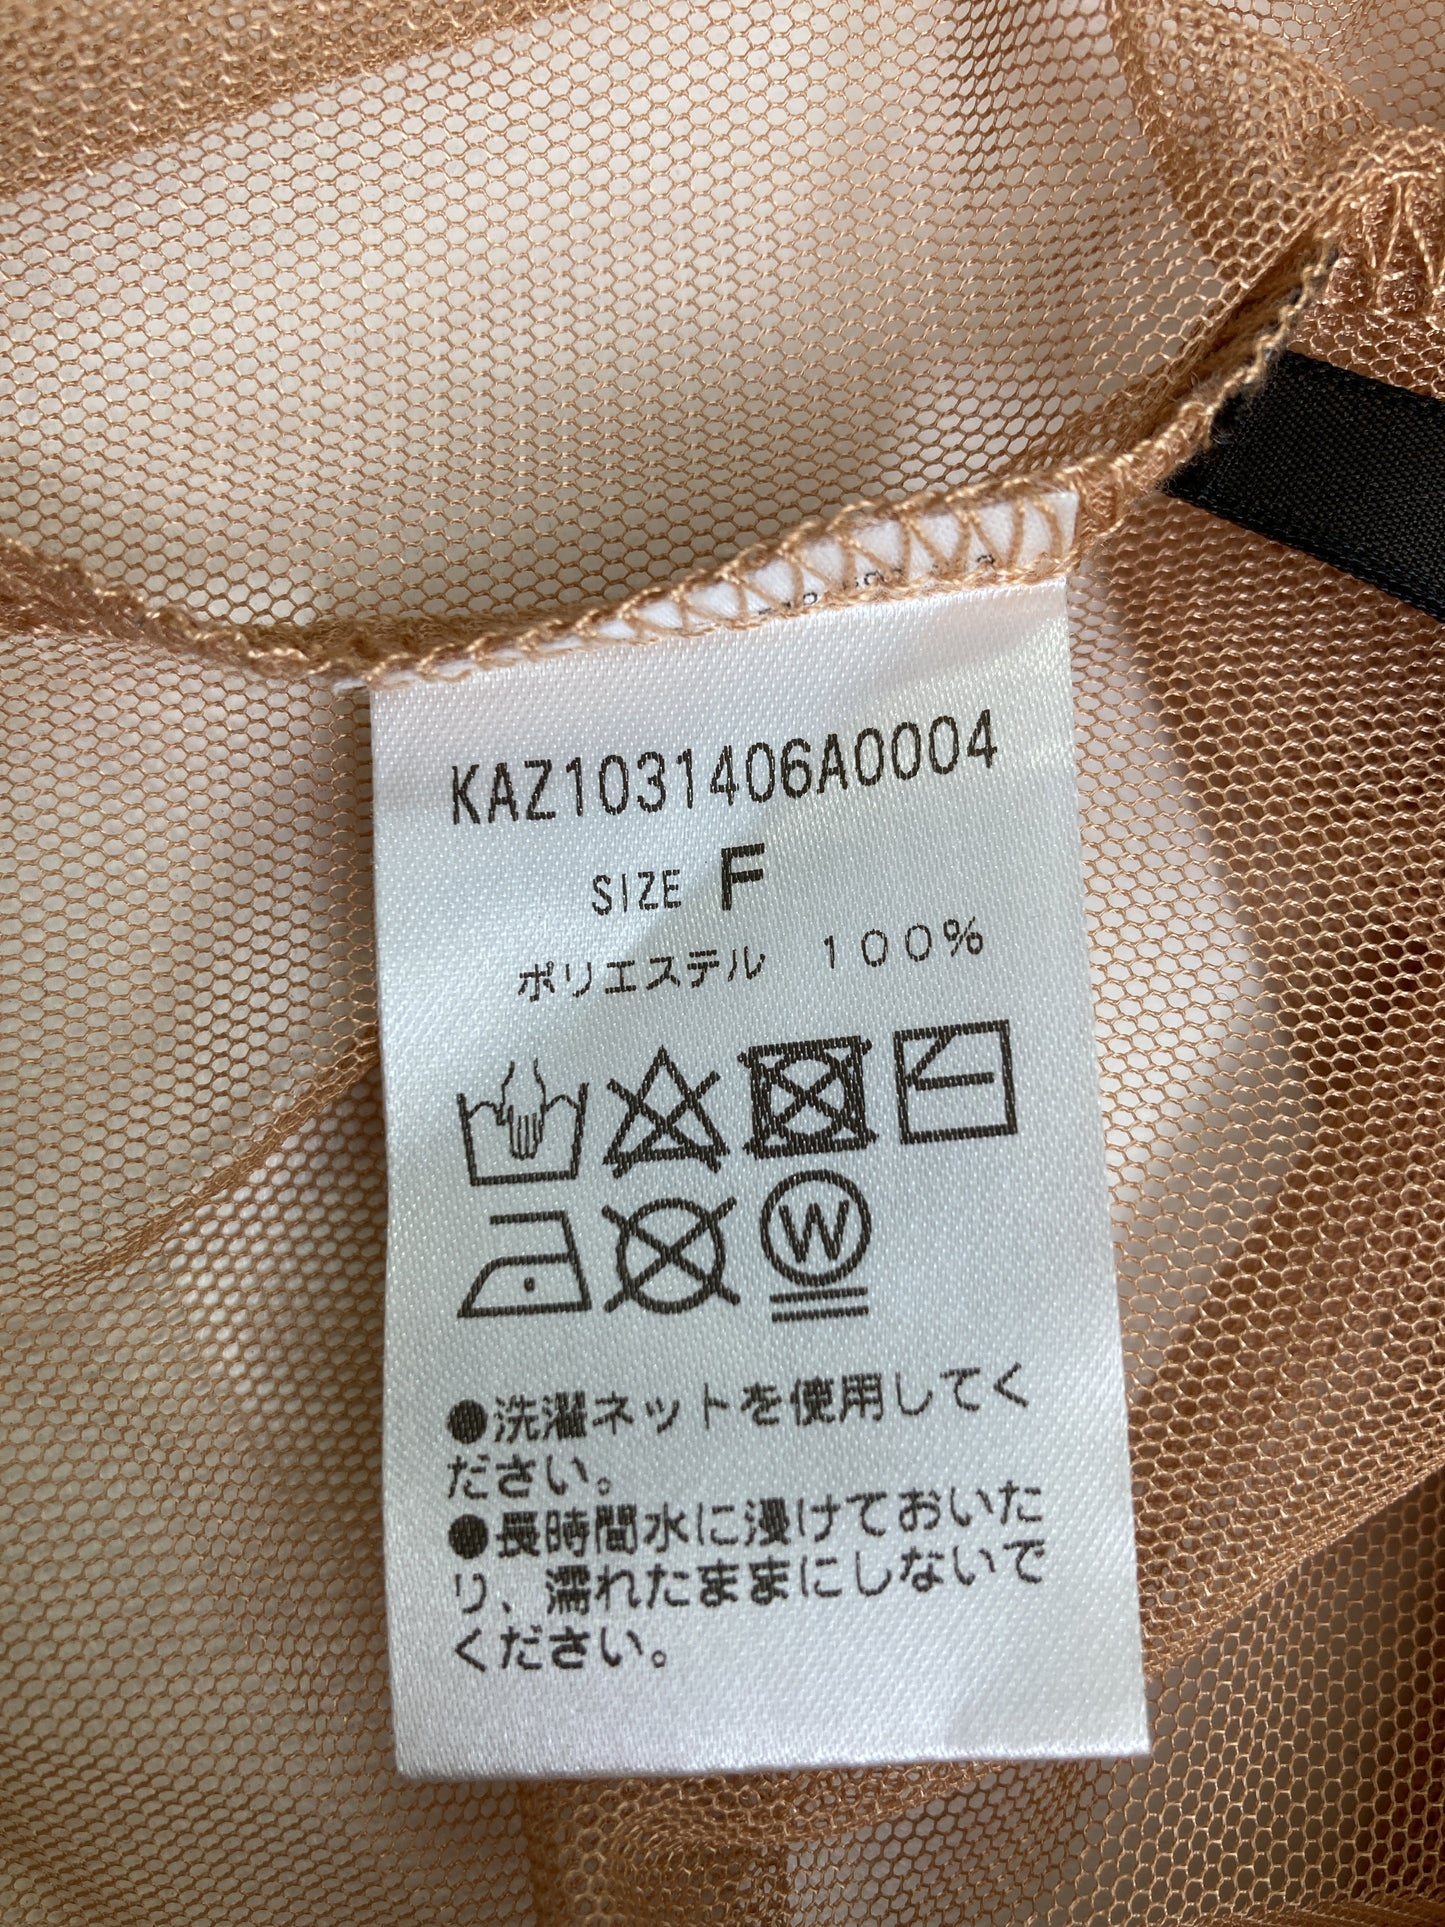 KAZ1031406A0004
SIZE F
ポリエステル　１００％
W
●洗濯ネットを使用してく
ださい。
●長時間水に浸けておいた
り、濡れたままにしないで
ください。